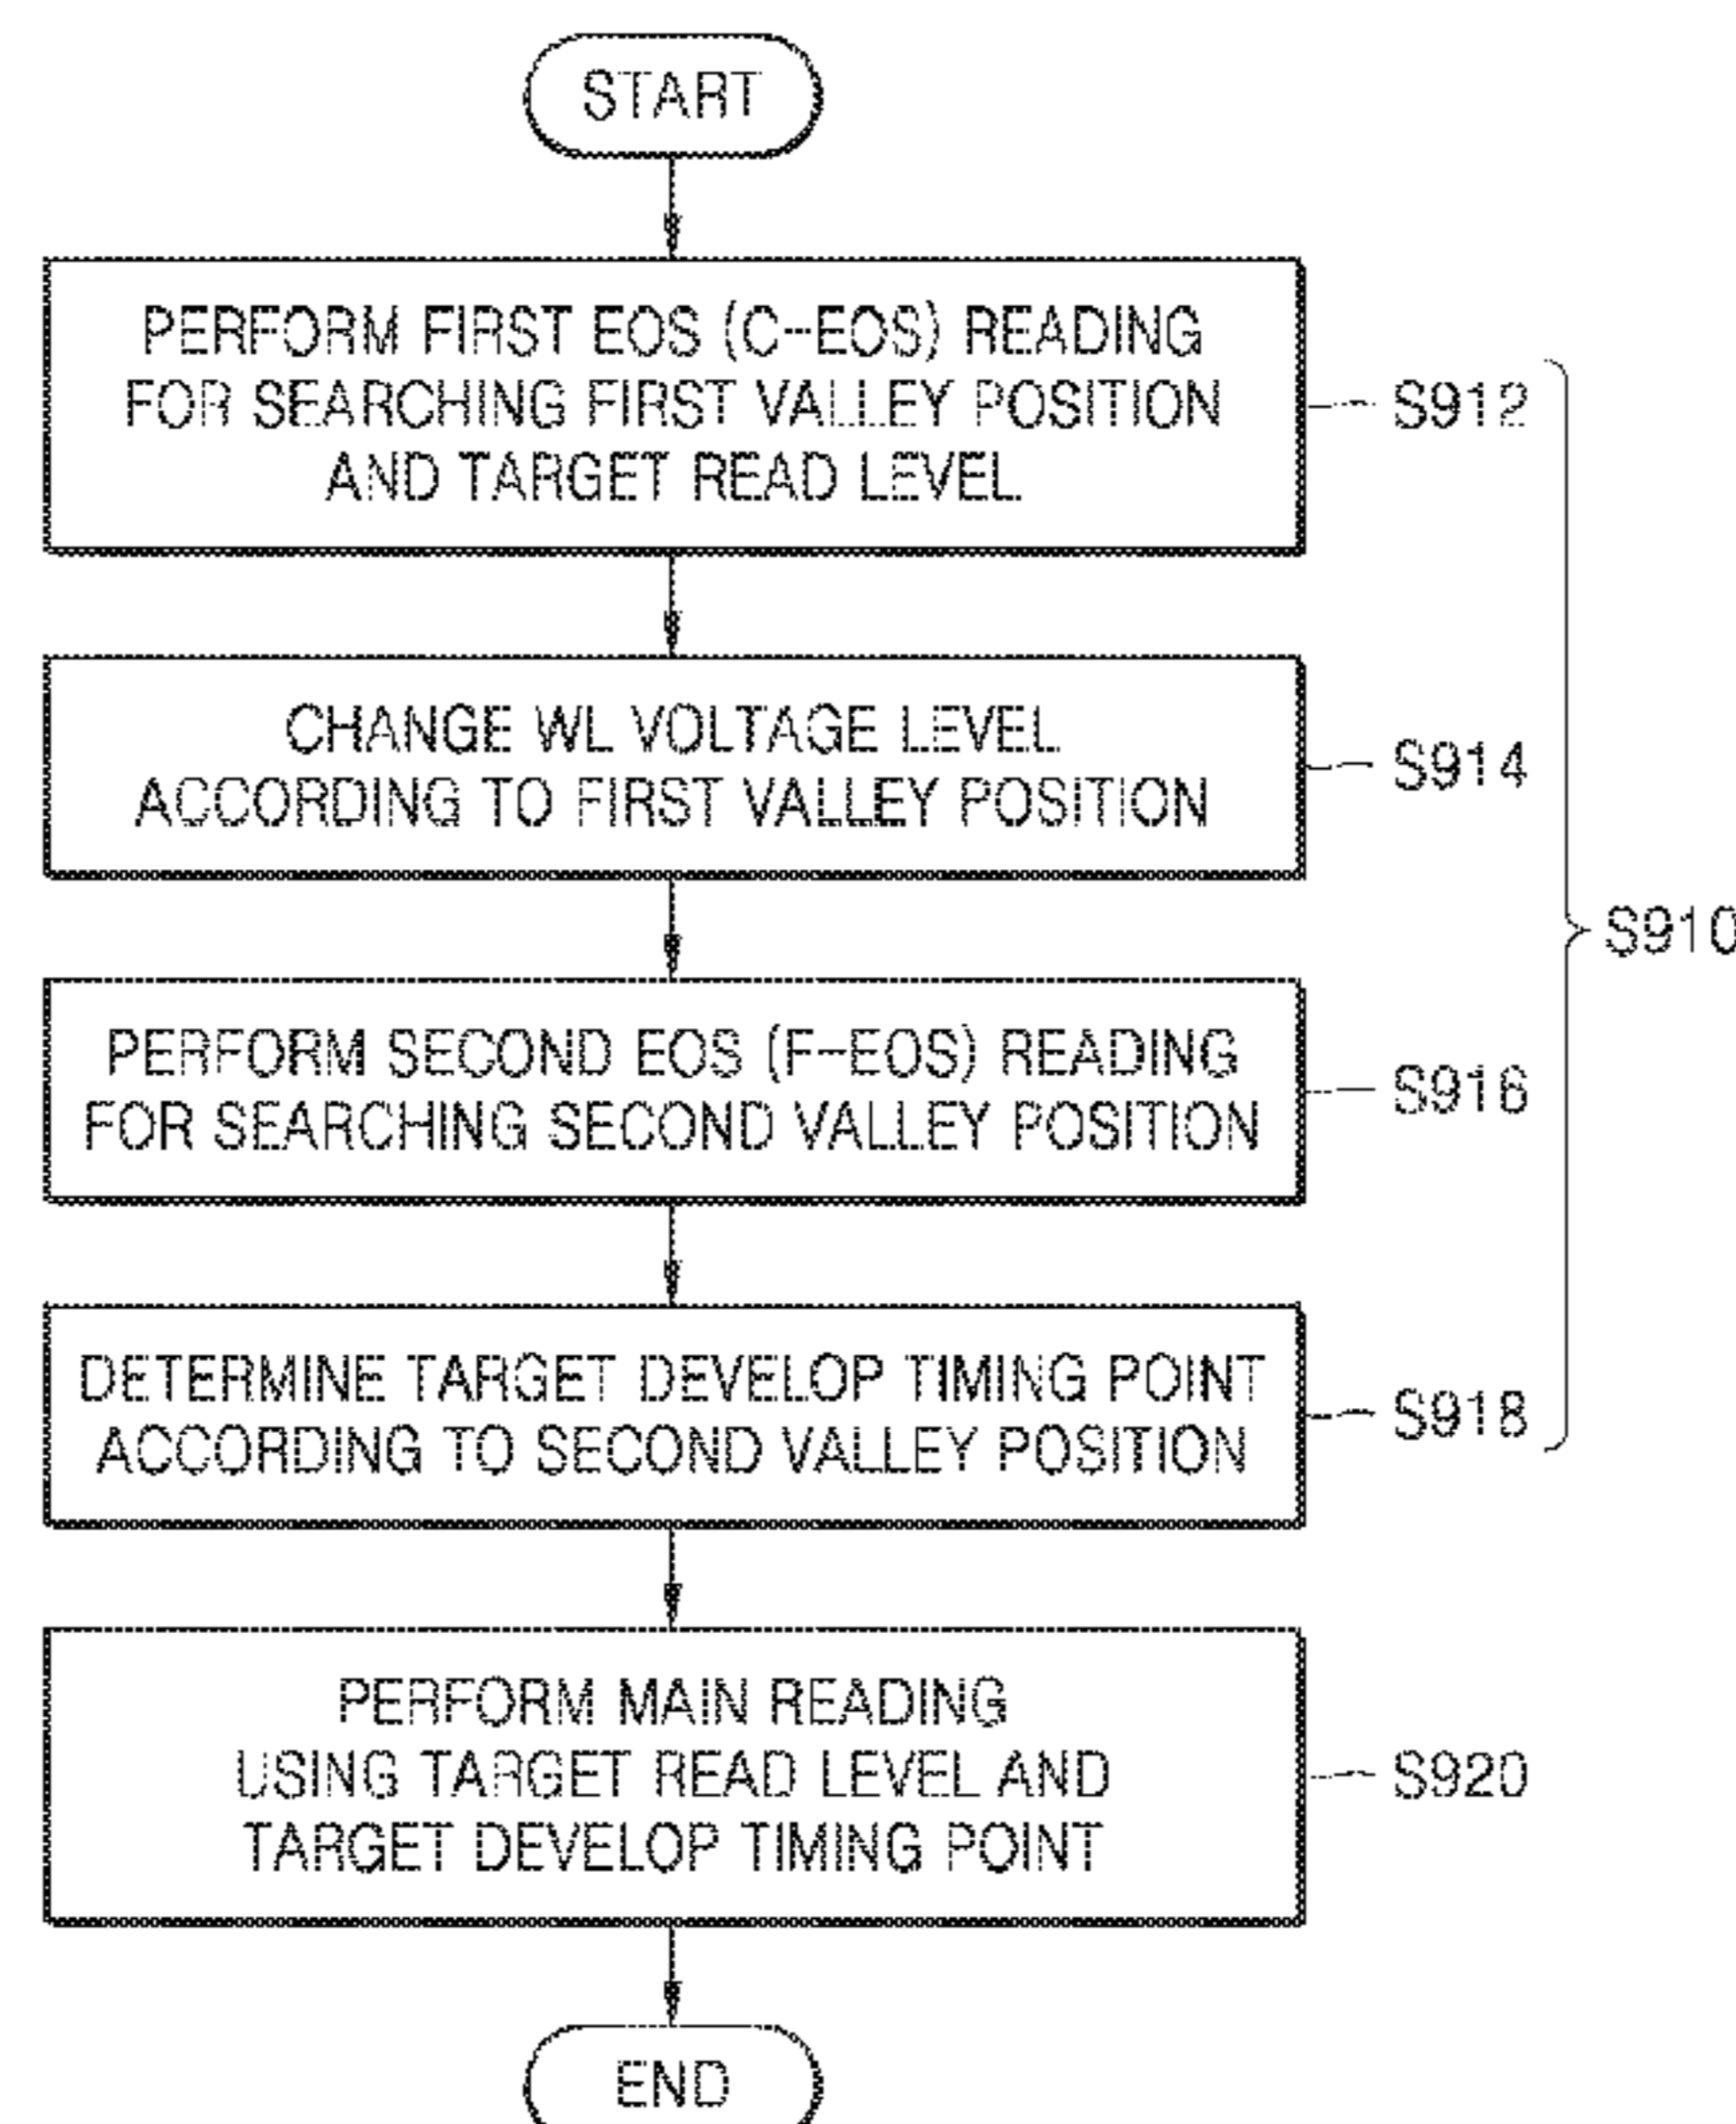 START
PERFORM FIRST EOS (C-EOS) READING
FOR SEARCHING FIRST VALLEY POSITION
AND TARGET READ LEVEL
S912
CHANGE WL VOLTAGE LEVEL
ACCORDING TO FIRST VALLEY POSITION
S914
S910
PERFORM SECOND EOS (F-EOS) READING
FOR SEARCHING SECOND VALLEY POSITION
S916
DETERMINE TARGET DEVELOP TIMING POINT
ACCORDING TO SECOND VALLEY POSITION
S918
PERFORM MAIN READING
USING TARGET READ LEVEL AND
TARGET DEVELOP TIMING POINT
S920
END